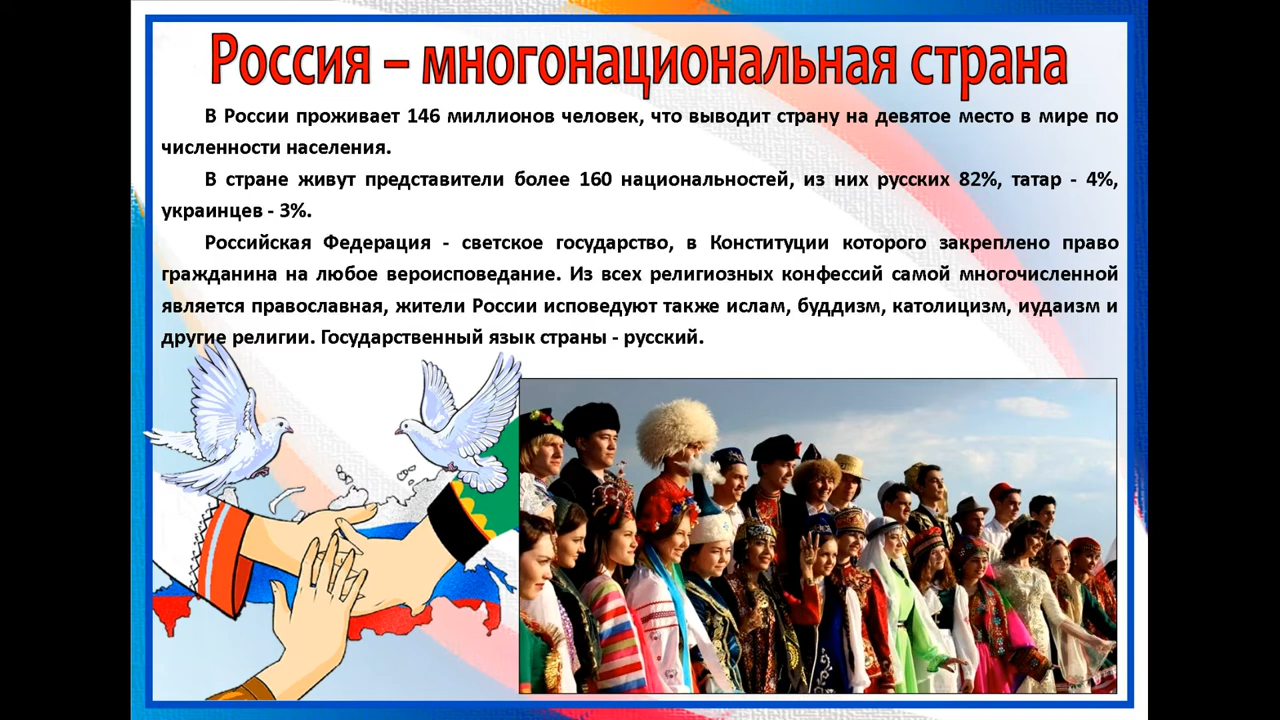 Россия – многонациональная страна
В России проживает 146 миллионов человек, что выводит страну на девятое место в мире по
численности населения.
В стране живут представители более 160 национальностей, из них русских 82%, татар - 4%,
украинцев - 3%.
Российская Федерация - светское государство, в Конституции которого закреплено право
гражданина на любое вероисповедание. Из всех религиозных конфессий самой многочисленной
является православная, жители России исповедуют также ислам, буддизм, католицизм, иудаизм и
другие религии. Государственный язык страны - русский.